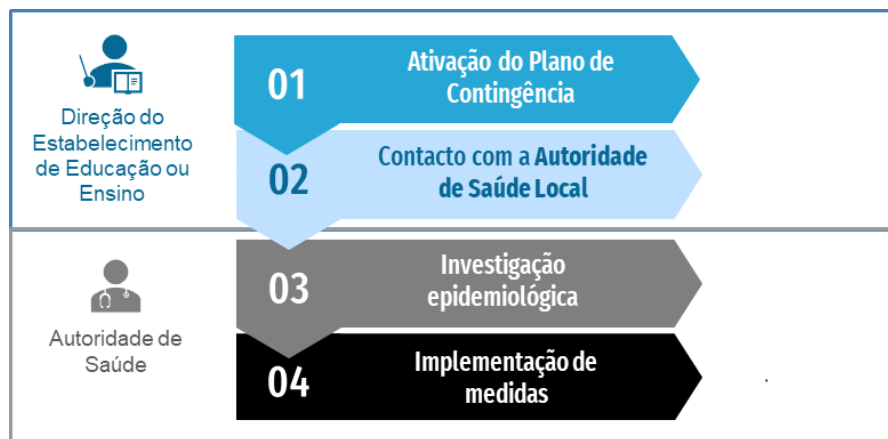 Direção do
Estabelecimento
de Educação ou
Ensino
01
Ativação do Plano de
Contingência
02
Contacto com a Autoridade
de Saúde Local
Autoridade de
Saúde
03
Investigação
epidemiológica
04
Implementação de
medidas
.